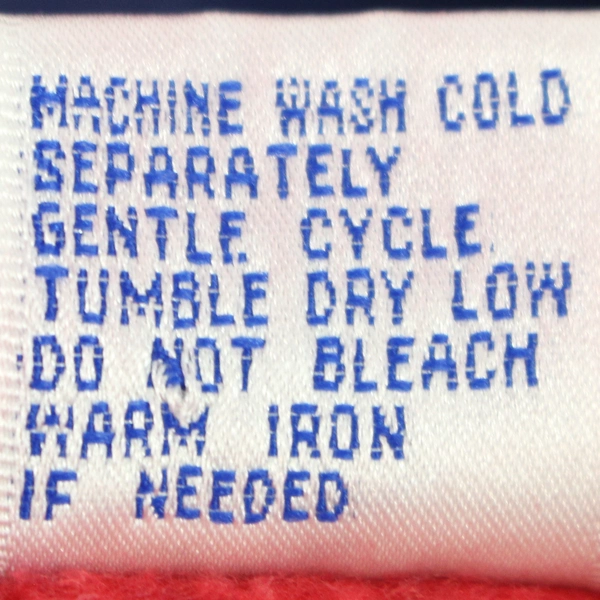 MACHINE WASH COLD
SEPARATELY
GENTLE CYCLE
TUMBLE DRY LOW
DO NOT BLEACH
WARM IRON
IF NEEDED